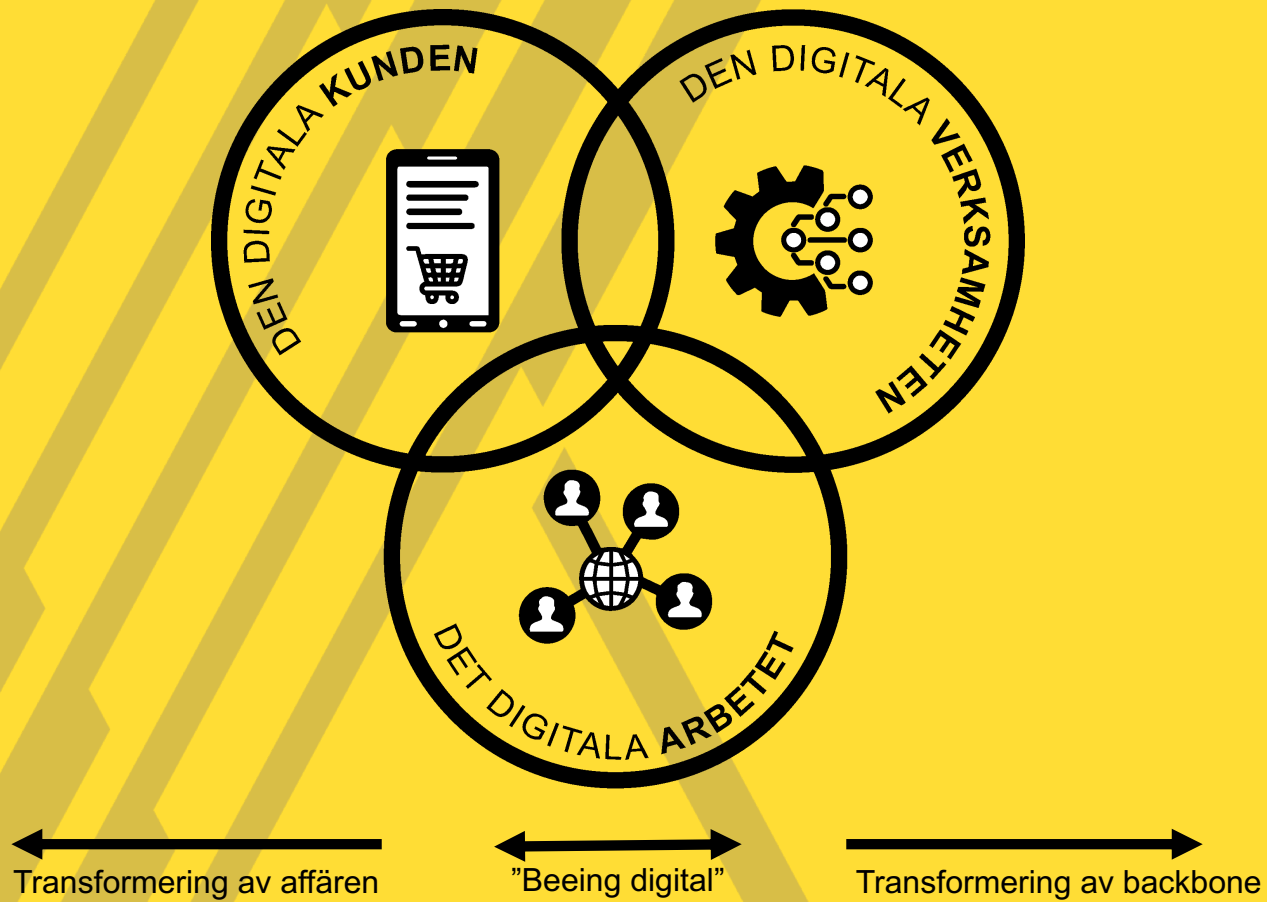 DEN DIGITALA KUNDEN
DEN DIGITALA VERKSAMHETEN
DET DIGITALA ARBETET
Transformering av affären
”Beeing digital”
Transformering av backbone